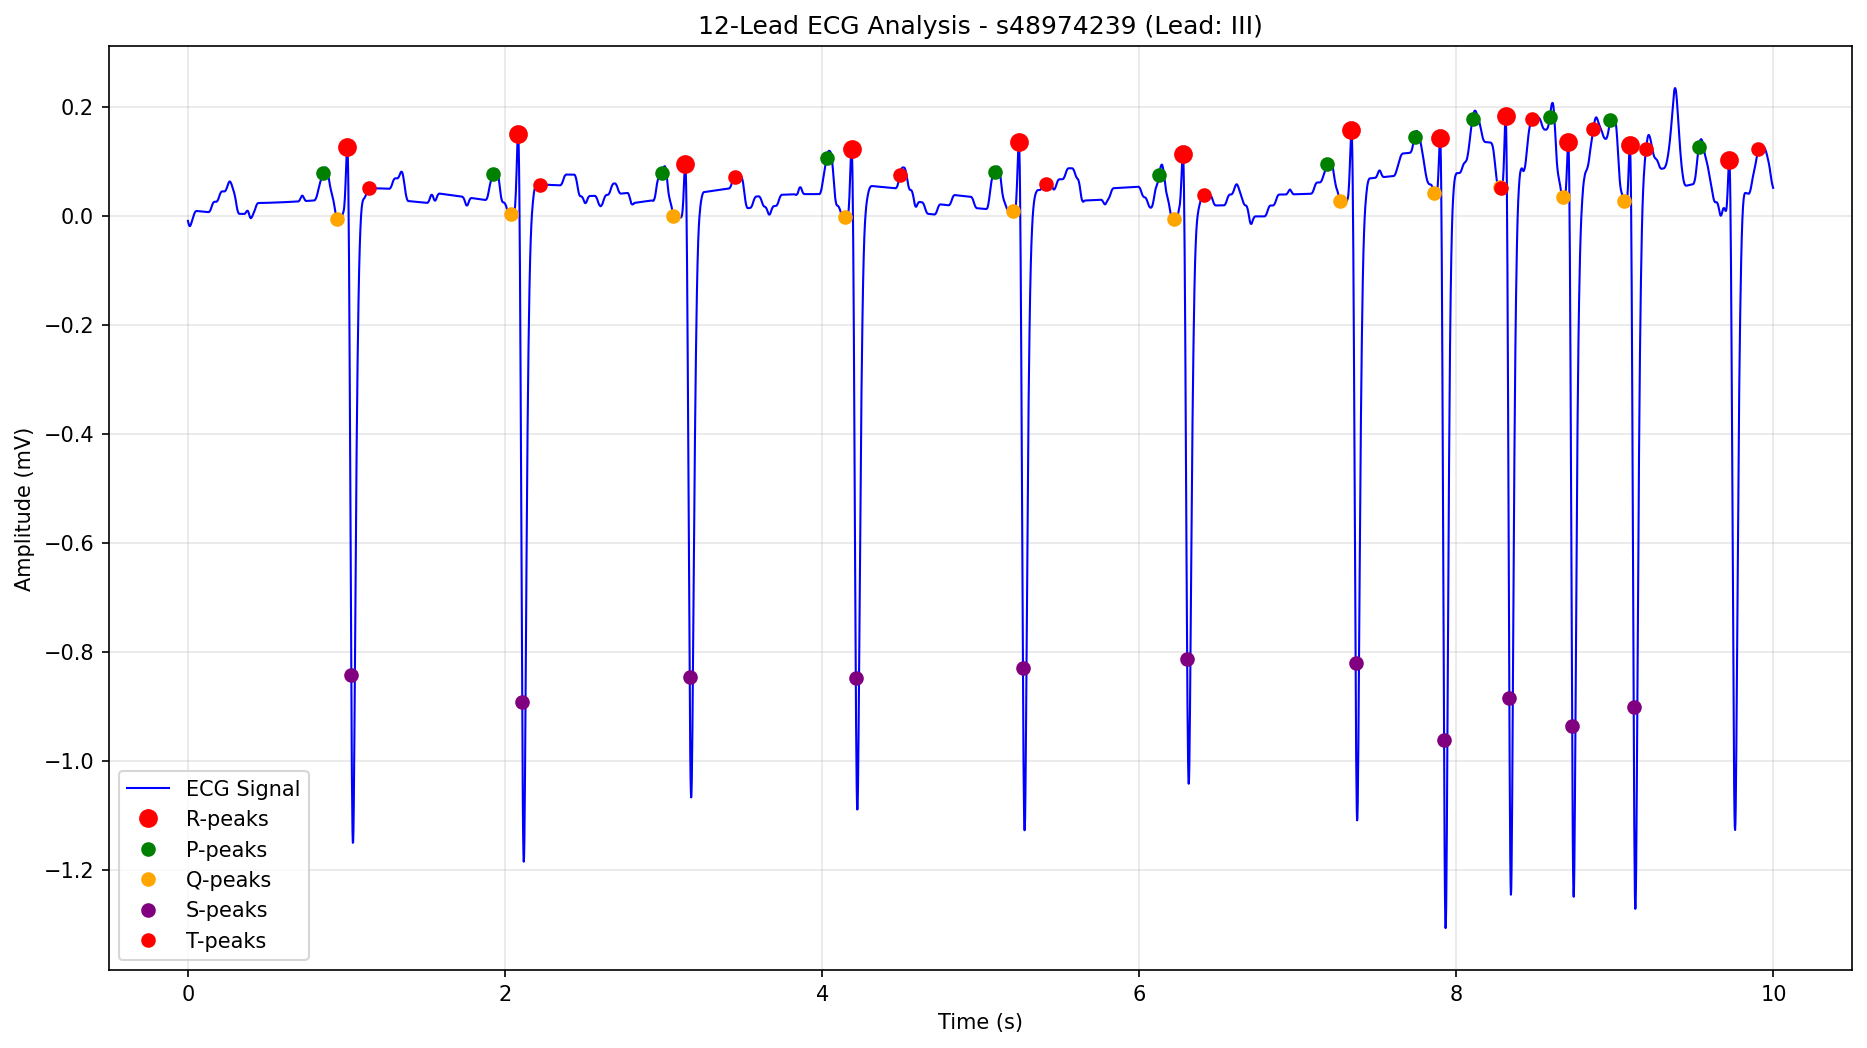 12-Lead ECG Analysis - s48974239 (Lead: III)
Amplitude (mV)
0.2
0.0
−0.2
−0.4
−0.6
−0.8
−1.0
−1.2
ECG Signal
R-peaks
P-peaks
Q-peaks
S-peaks
T-peaks
0 2 4 6 8 10
Time (s)